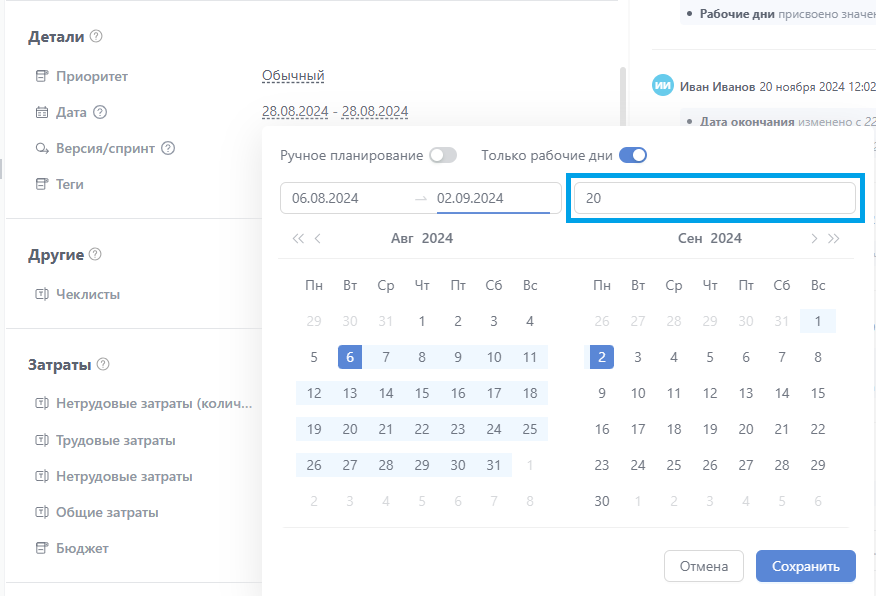 Детали
Приоритет
Обычный
Дата
28.08.2024 - 28.08.2024
Версия/спринт
Теги
Другие
Чеклисты
Затраты
Нетрудовые затраты (колич...
Трудовые затраты
Нетрудовые затраты
Общие затраты
Бюджет
• Рабочие дни присвоено значен
ИИ Иван Иванов 20 ноября 2024 12:02
• Дата окончания изменено с 22
Ручное планирование Только рабочие дни
06.08.2024 → 02.09.2024 20
« < Авг 2024
Пн Вт Ср Чт Пт Сб Вс
29 30 31 1 2 3 4
5 6 7 8 9 10 11
12 13 14 15 16 17 18
19 20 21 22 23 24 25
26 27 28 29 30 31 1
2 3 4 5 6 7 8
Сен 2024 > »
Пн Вт Ср Чт Пт Сб Вс
26 27 28 29 30 31 1
2 3 4 5 6 7 8
9 10 11 12 13 14 15
16 17 18 19 20 21 22
23 24 25 26 27 28 29
30 1 2 3 4 5 6
Отмена Сохранить